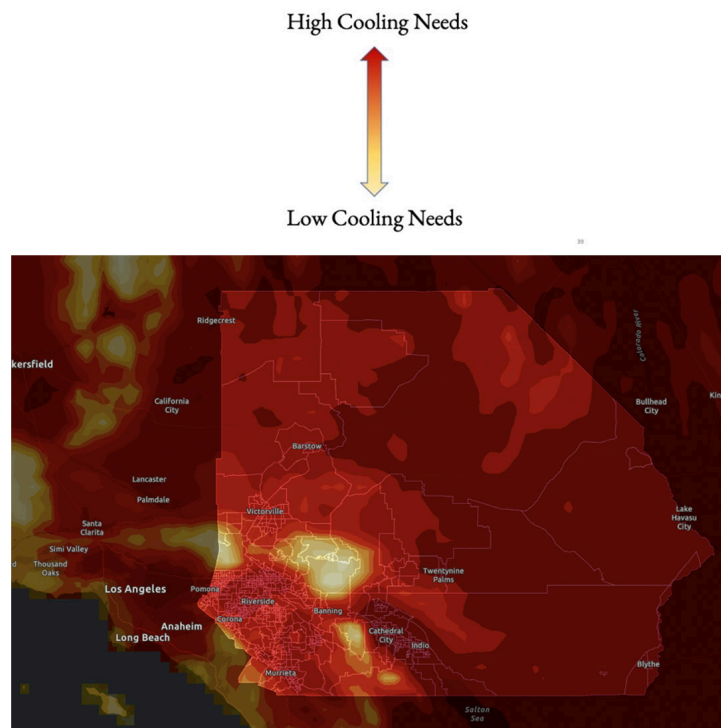 High Cooling Needs
Low Cooling Needs
39
Ridgecrest
Colorado River
kersfield
California
City
Bullhead
City
Kin
Barstow
Lancaster
Palmdale
Victorville
Lake
Havasu
City
Santa
Clarita
Simi Valley
d
Thousand
Oaks
Twentynine
Palms
Los Angeles
Pomona
Riverside
Banning
Corona
Anaheim
Long Beach
Cathedral
City
Indio
Murrieta
Blythe
Salton
Sea